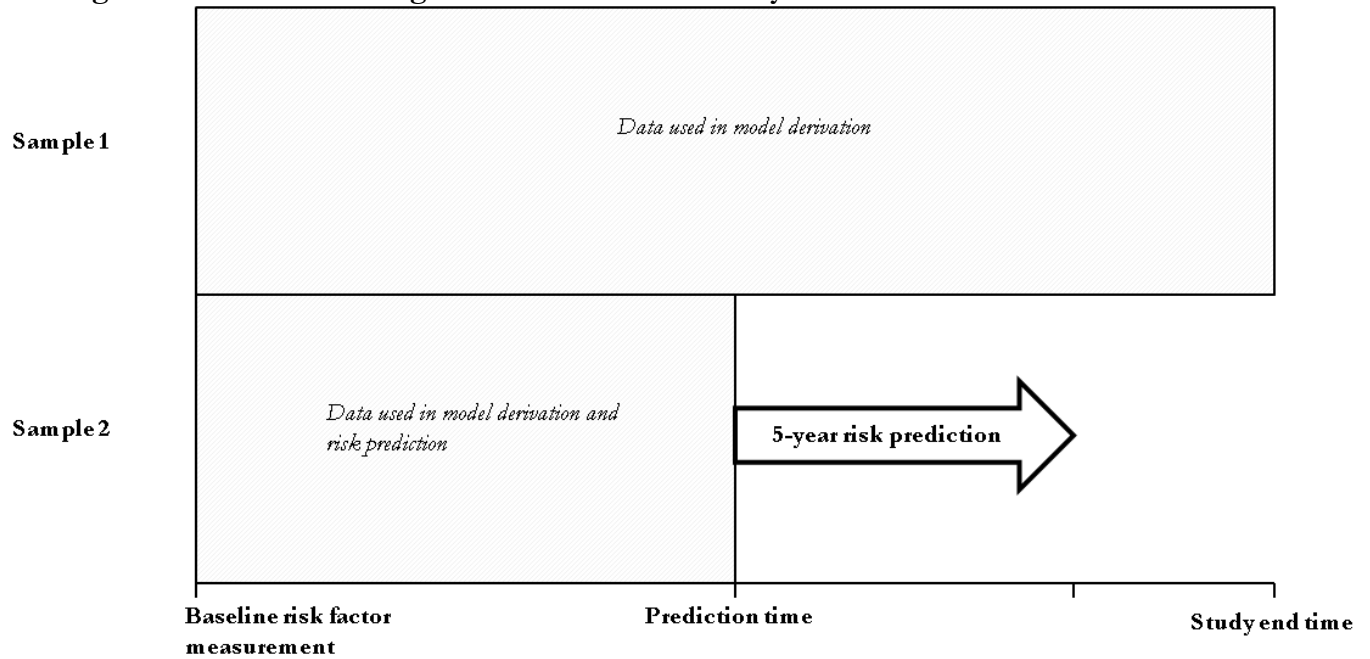 Sample 1
Data used in model derivation
Sample 2
Data used in model derivation and
risk prediction
5-year risk prediction
Baseline risk factor
measurement
Prediction time
Study end time